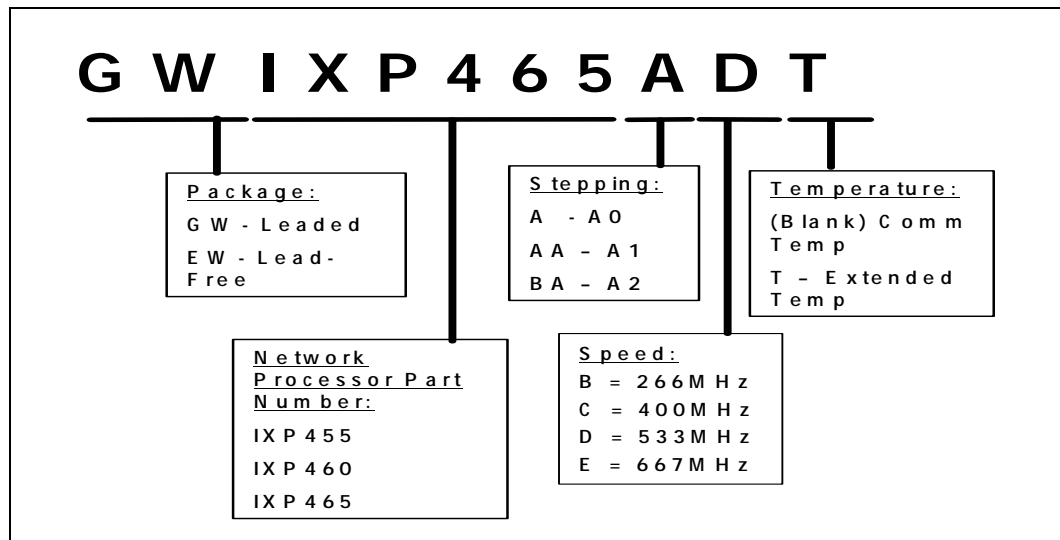 GWIXP465ADT
Package:
GW - Leaded
EW - Lead-
Free
Stepping:
A - A0
AA – A1
BA – A2
Temperature:
(Blank) Comm
Temp
T – Extended
Temp
Network
Processor Part
Number:
IXP455
IXP460
IXP465
Speed:
B = 266MHz
C = 400MHz
D = 533MHz
E = 667MHz